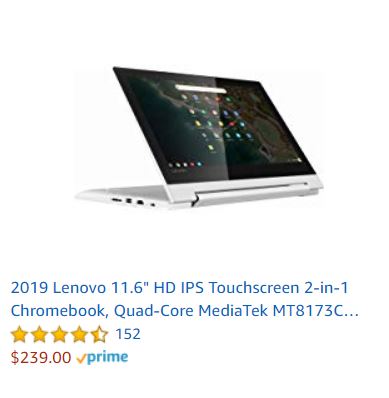 2019 Lenovo 11.6" HD IPS Touchscreen 2-in-1
Chromebook, Quad-Core MediaTek MT8173C...
152
$239.00 prime